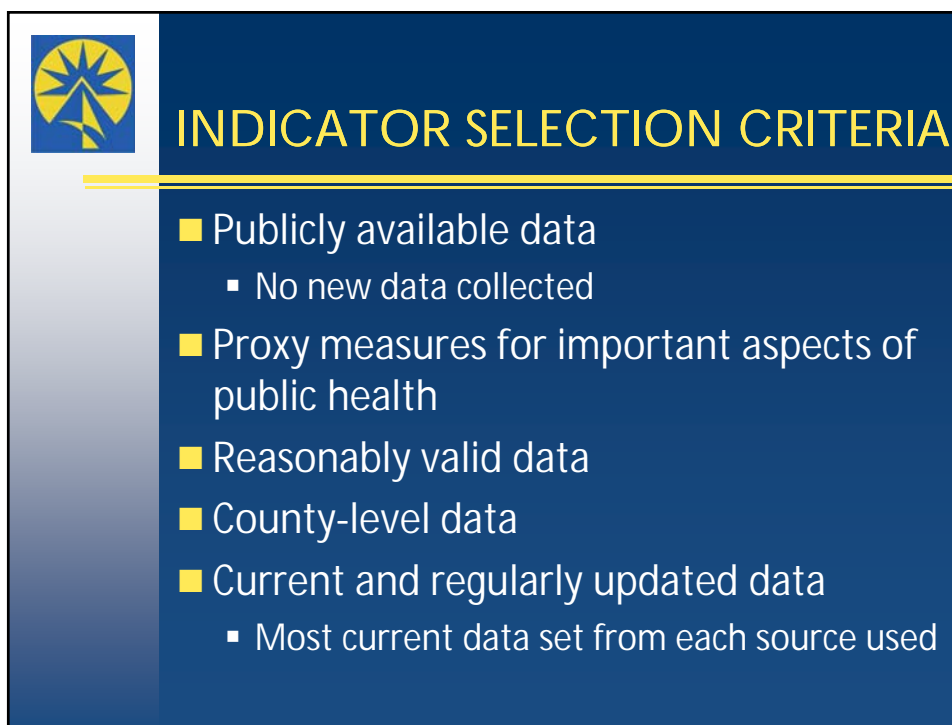 INDICATOR SELECTION CRITERIA
■ Publicly available data
▪ No new data collected
■ Proxy measures for important aspects of
public health
■ Reasonably valid data
■ County-level data
■ Current and regularly updated data
▪ Most current data set from each source used